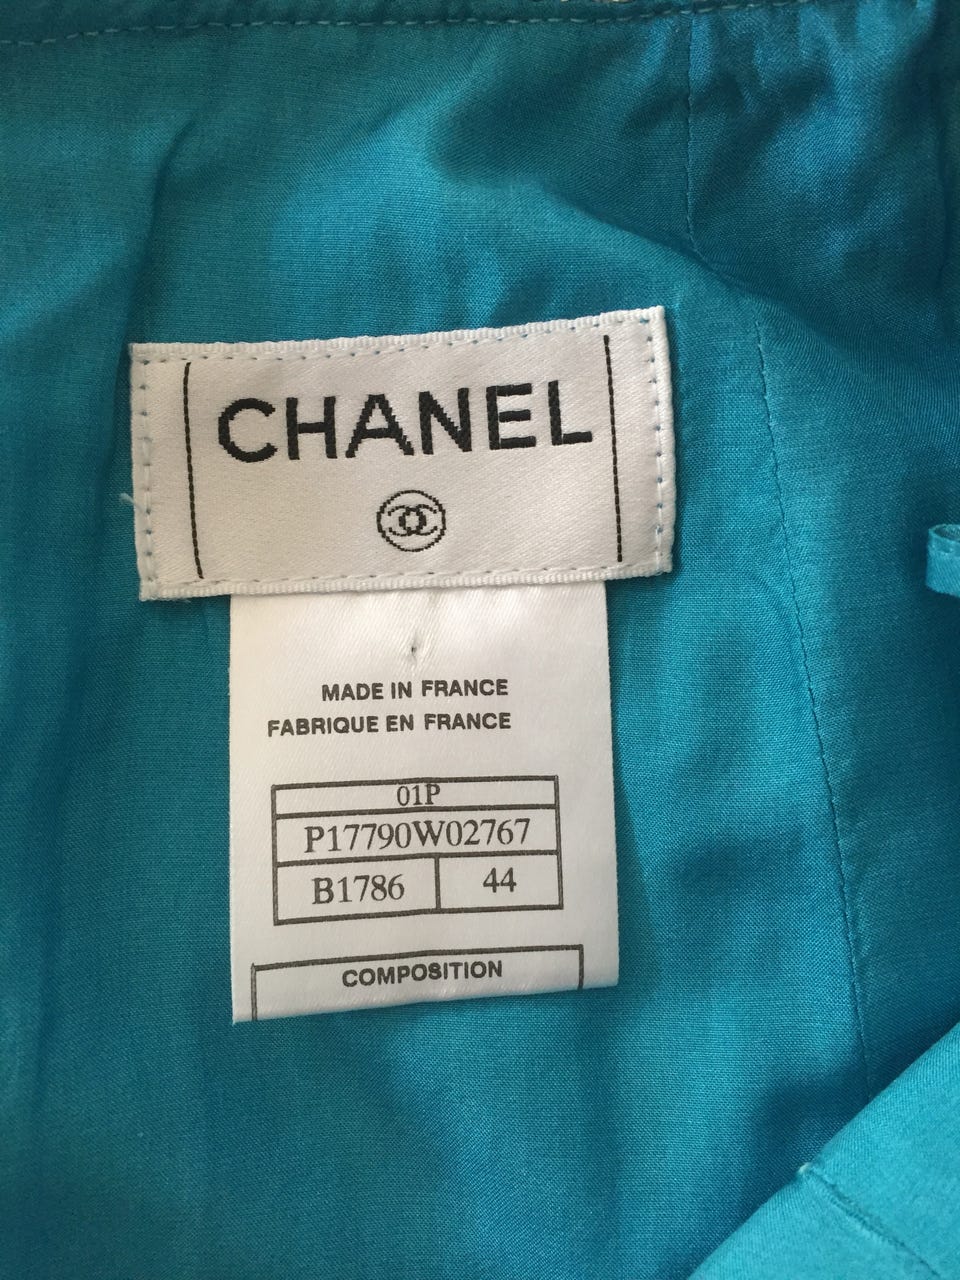 CHANEL
MADE IN FRANCE
FABRIQUE EN FRANCE
01P
P17790W02767
B1786 44
COMPOSITION